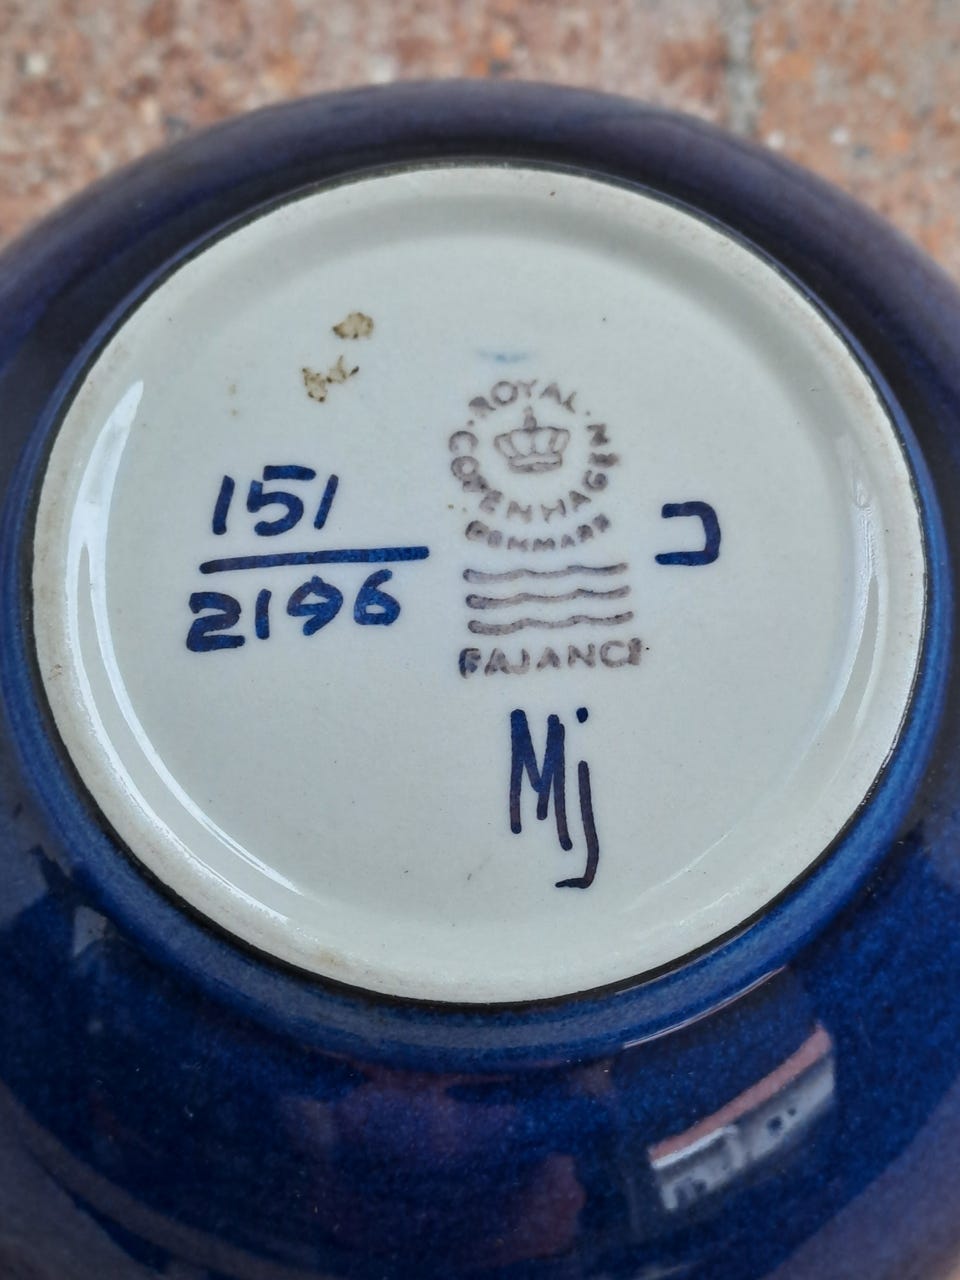 ROYAL
COPENHAGEN
DENMARK
FAJANCE
151
2196
Mj